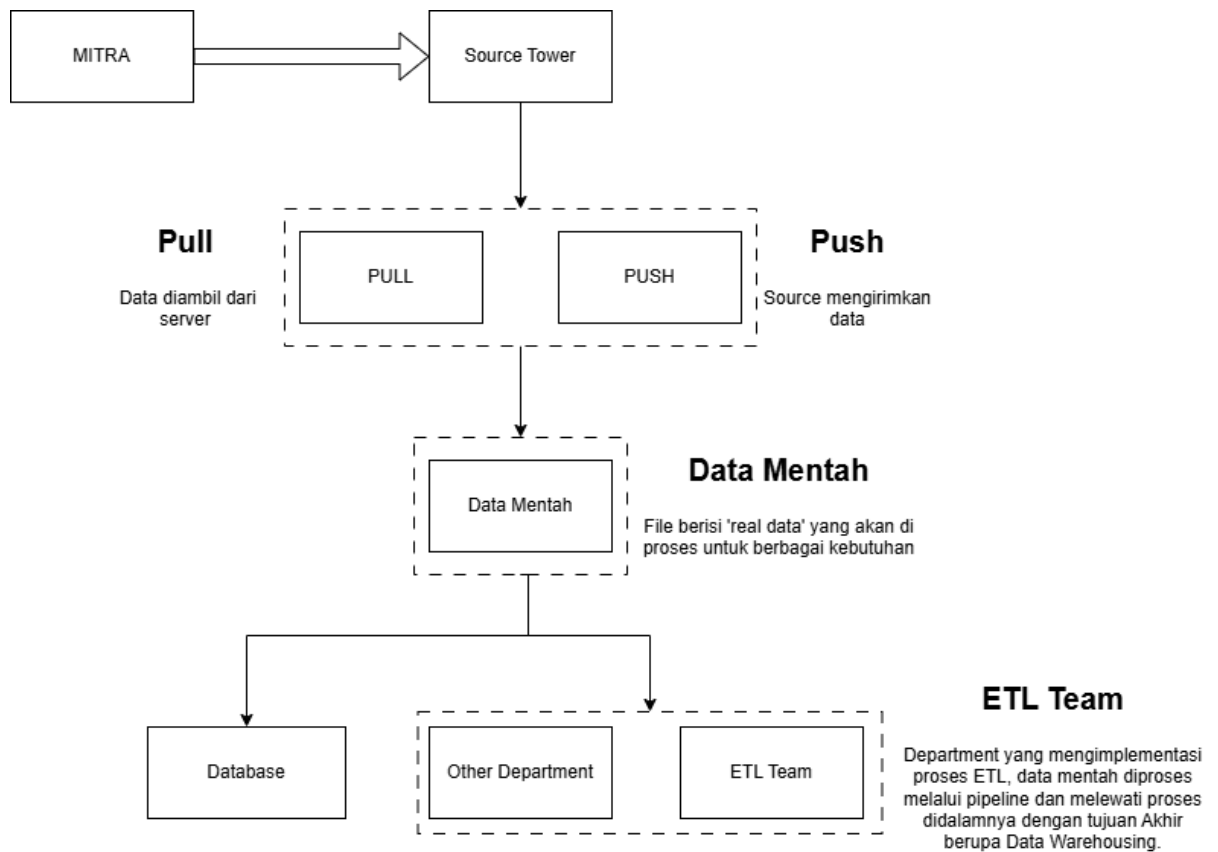 MITRA
Source Tower
Pull
Data diambil dari
server
PULL
PUSH
Push
Source mengirimkan
data
Data Mentah
Data Mentah
File berisi 'real data' yang akan di
proses untuk berbagai kebutuhan
Database
Other Department
ETL Team
ETL Team
Department yang mengimplementasi
proses ETL, data mentah diproses
melalui pipeline dan melewati proses
didalamnya dengan tujuan Akhir
berupa Data Warehousing.